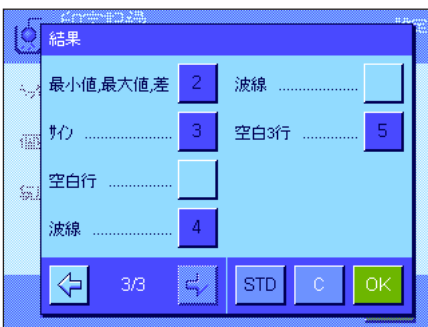 結果
最小値,最大値,差 2
ｻｲﾝ ................ 3
空白行 ................
波線 ................ 4
波線 ...................
空白3行 ............. 5
3/3
STD
C
OK